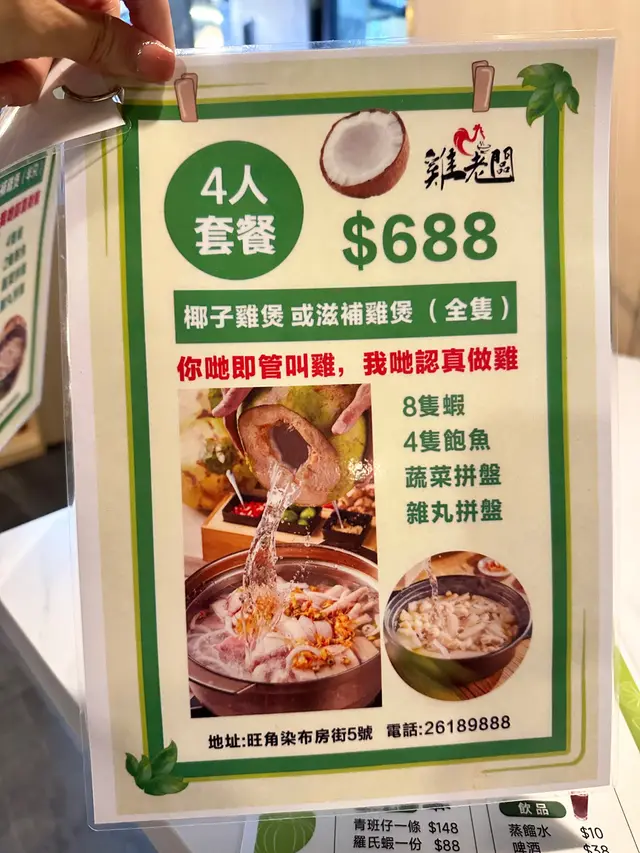 4人
套餐
雞老闆
$688
椰子雞煲 或滋補雞煲 (全隻)
你哋即管叫雞，我哋認真做雞
8隻蝦
4隻鮑魚
蔬菜拼盤
雜丸拼盤
地址:旺角染布房街5號 電話:26189888
青班仔一條 $148
羅氏蝦一份 $88
飲品
蒸餾水 $10
啤酒 $38